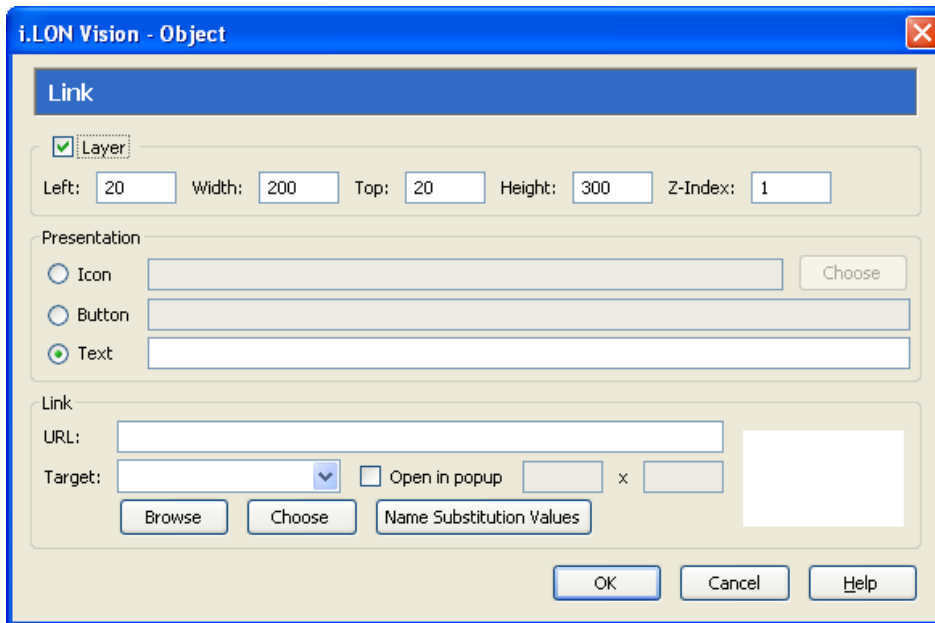 i.LON Vision - Object
Link
Layer
Left: 20 Width: 200 Top: 20 Height: 300 Z-Index: 1
Presentation
Icon Choose
Button
Text
Link
URL:
Target: Open in popup x
Browse Choose Name Substitution Values
OK Cancel Help